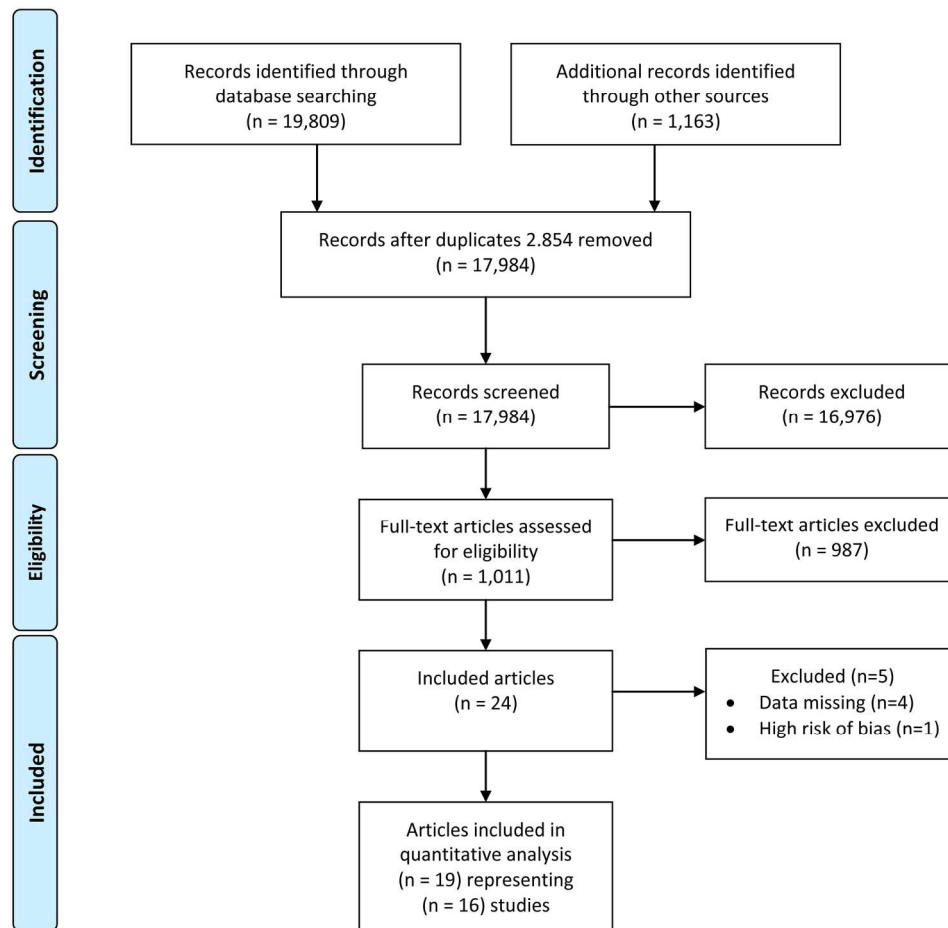 Identification
Records identified through
database searching
(n = 19,809)
Additional records identified
through other sources
(n = 1,163)
Records after duplicates 2.854 removed
(n = 17,984)
Screening
Records screened
(n = 17,984)
Records excluded
(n = 16,976)
Eligibility
Full-text articles assessed
for eligibility
(n = 1,011)
Full-text articles excluded
(n = 987)
Included
Included articles
(n = 24)
Excluded (n=5)
• Data missing (n=4)
• High risk of bias (n=1)
Articles included in
quantitative analysis
(n = 19) representing
(n = 16) studies